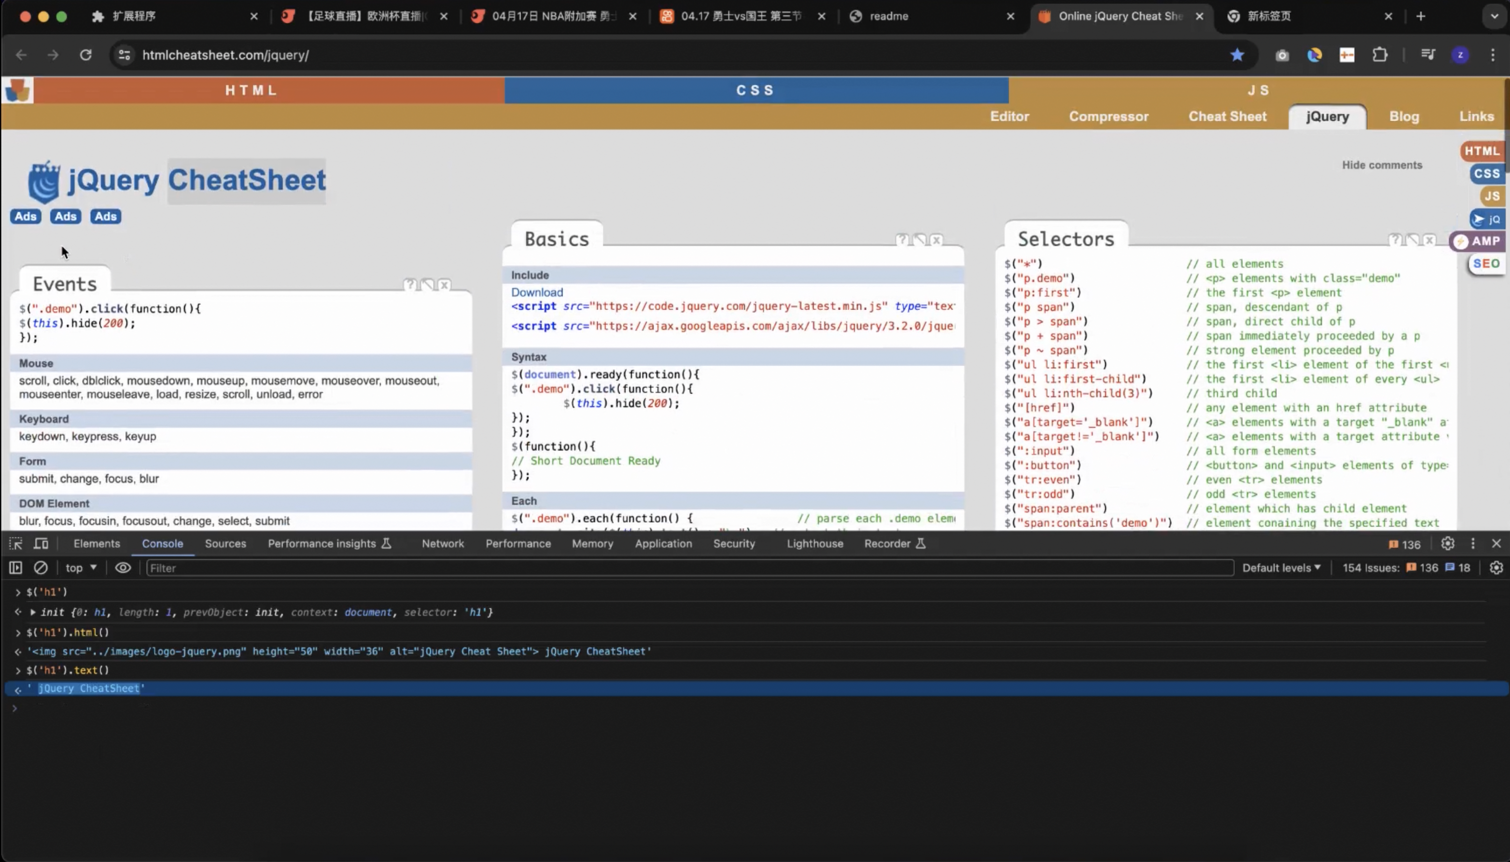 扩展程序
【足球直播】欧洲杯直播
04月17日 NBA附加赛 勇
04.17 勇士vs国王 第三节
readme
Online jQuery Cheat She
新标签页
htmlcheatsheet.com/jquery/
HTML
CSS
JS
Editor
Compressor
Cheat Sheet
jQuery
Blog
Links
jQuery CheatSheet
Hide comments
HTML
CSS
JS
jQ
AMP
SEO
Ads Ads Ads
Events
$(".demo").click(function(){
$(this).hide(200);
});
Mouse
scroll, click, dblclick, mousedown, mouseup, mousemove, mouseover, mouseout,
mouseenter, mouseleave, load, resize, scroll, unload, error
Keyboard
keydown, keypress, keyup
Form
submit, change, focus, blur
DOM Element
blur, focus, focusin, focusout, change, select, submit
Basics
Include
Download
<script src="https://code.jquery.com/jquery-latest.min.js" type="tex
<script src="https://ajax.googleapis.com/ajax/libs/jquery/3.2.0/jque
Syntax
$(document).ready(function(){
$(".demo").click(function(){
$(this).hide(200);
});
});
$(function(){
// Short Document Ready
});
Each
$(".demo").each(function() { // parse each .demo eleme
Selectors
$("*") // all elements
$("p.demo") // <p> elements with class="demo"
$("p:first") // the first <p> element
$("p span") // span, descendant of p
$("p > span") // span, direct child of p
$("p + span") // span immediately proceeded by a p
$("p ~ span") // strong element proceeded by p
$("ul li:first") // the first <li> element of the first <
$("ul li:first-child") // the first <li> element of every <ul>
$("ul li:nth-child(3)") // third child
$("[href]") // any element with an href attribute
$("a[target='_blank']") // <a> elements with a target "_blank" a
$("a[target!='_blank']") // <a> elements with a target attribute
$(":input") // all form elements
$(":button") // <button> and <input> elements of type=
$("tr:even") // even <tr> elements
$("tr:odd") // odd <tr> elements
$("span:parent") // element which has child element
$("span:contains('demo')") // element conaining the specified text
Elements Console Sources Performance insights Network Performance Memory Application Security Lighthouse Recorder 136
top Filter Default levels 154 Issues: 136 18
$('h1')
init {0: h1, length: 1, prevObject: init, context: document, selector: 'h1'}
$('h1').html()
'<img src="../images/logo-jquery.png" height="50" width="36" alt="jQuery Cheat Sheet"> jQuery CheatSheet'
$('h1').text()
' jQuery CheatSheet'